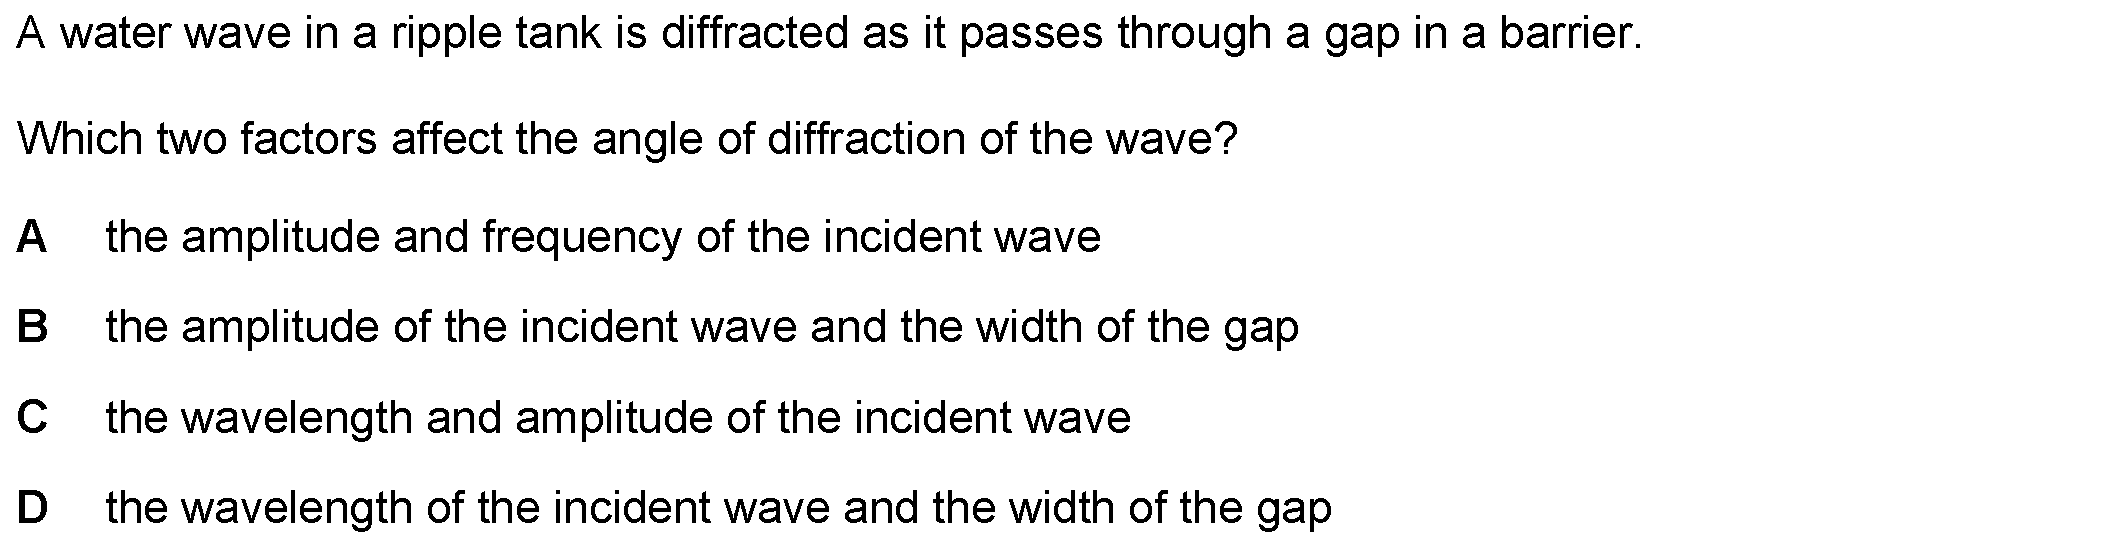 A water wave in a ripple tank is diffracted as it passes through a gap in a barrier.
Which two factors affect the angle of diffraction of the wave?
A the amplitude and frequency of the incident wave
B the amplitude of the incident wave and the width of the gap
C the wavelength and amplitude of the incident wave
D the wavelength of the incident wave and the width of the gap